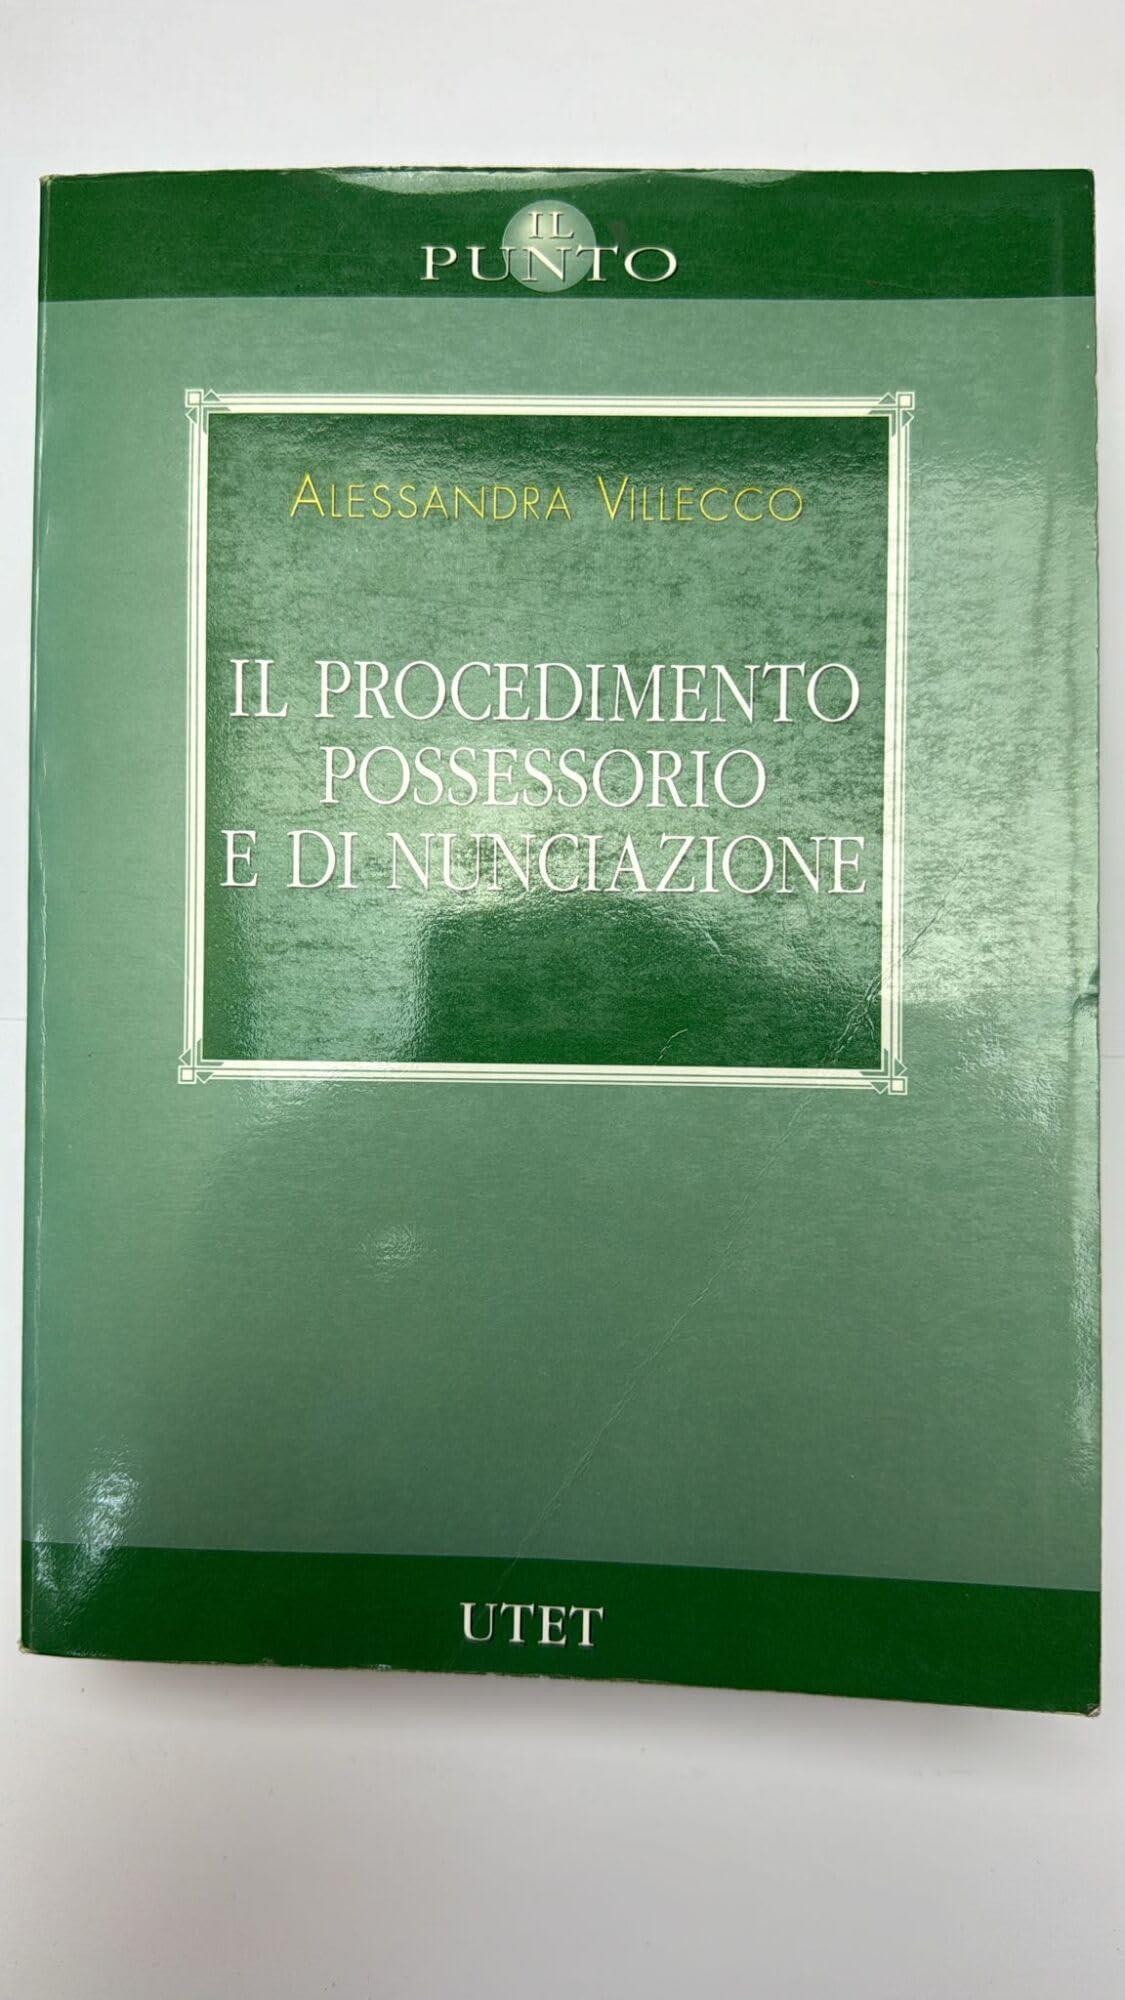 IL
PUNTO
ALESSANDRA VILLECCO
IL PROCEDIMENTO
POSSESSORIO
E DI NUNCIAZIONE
UTET